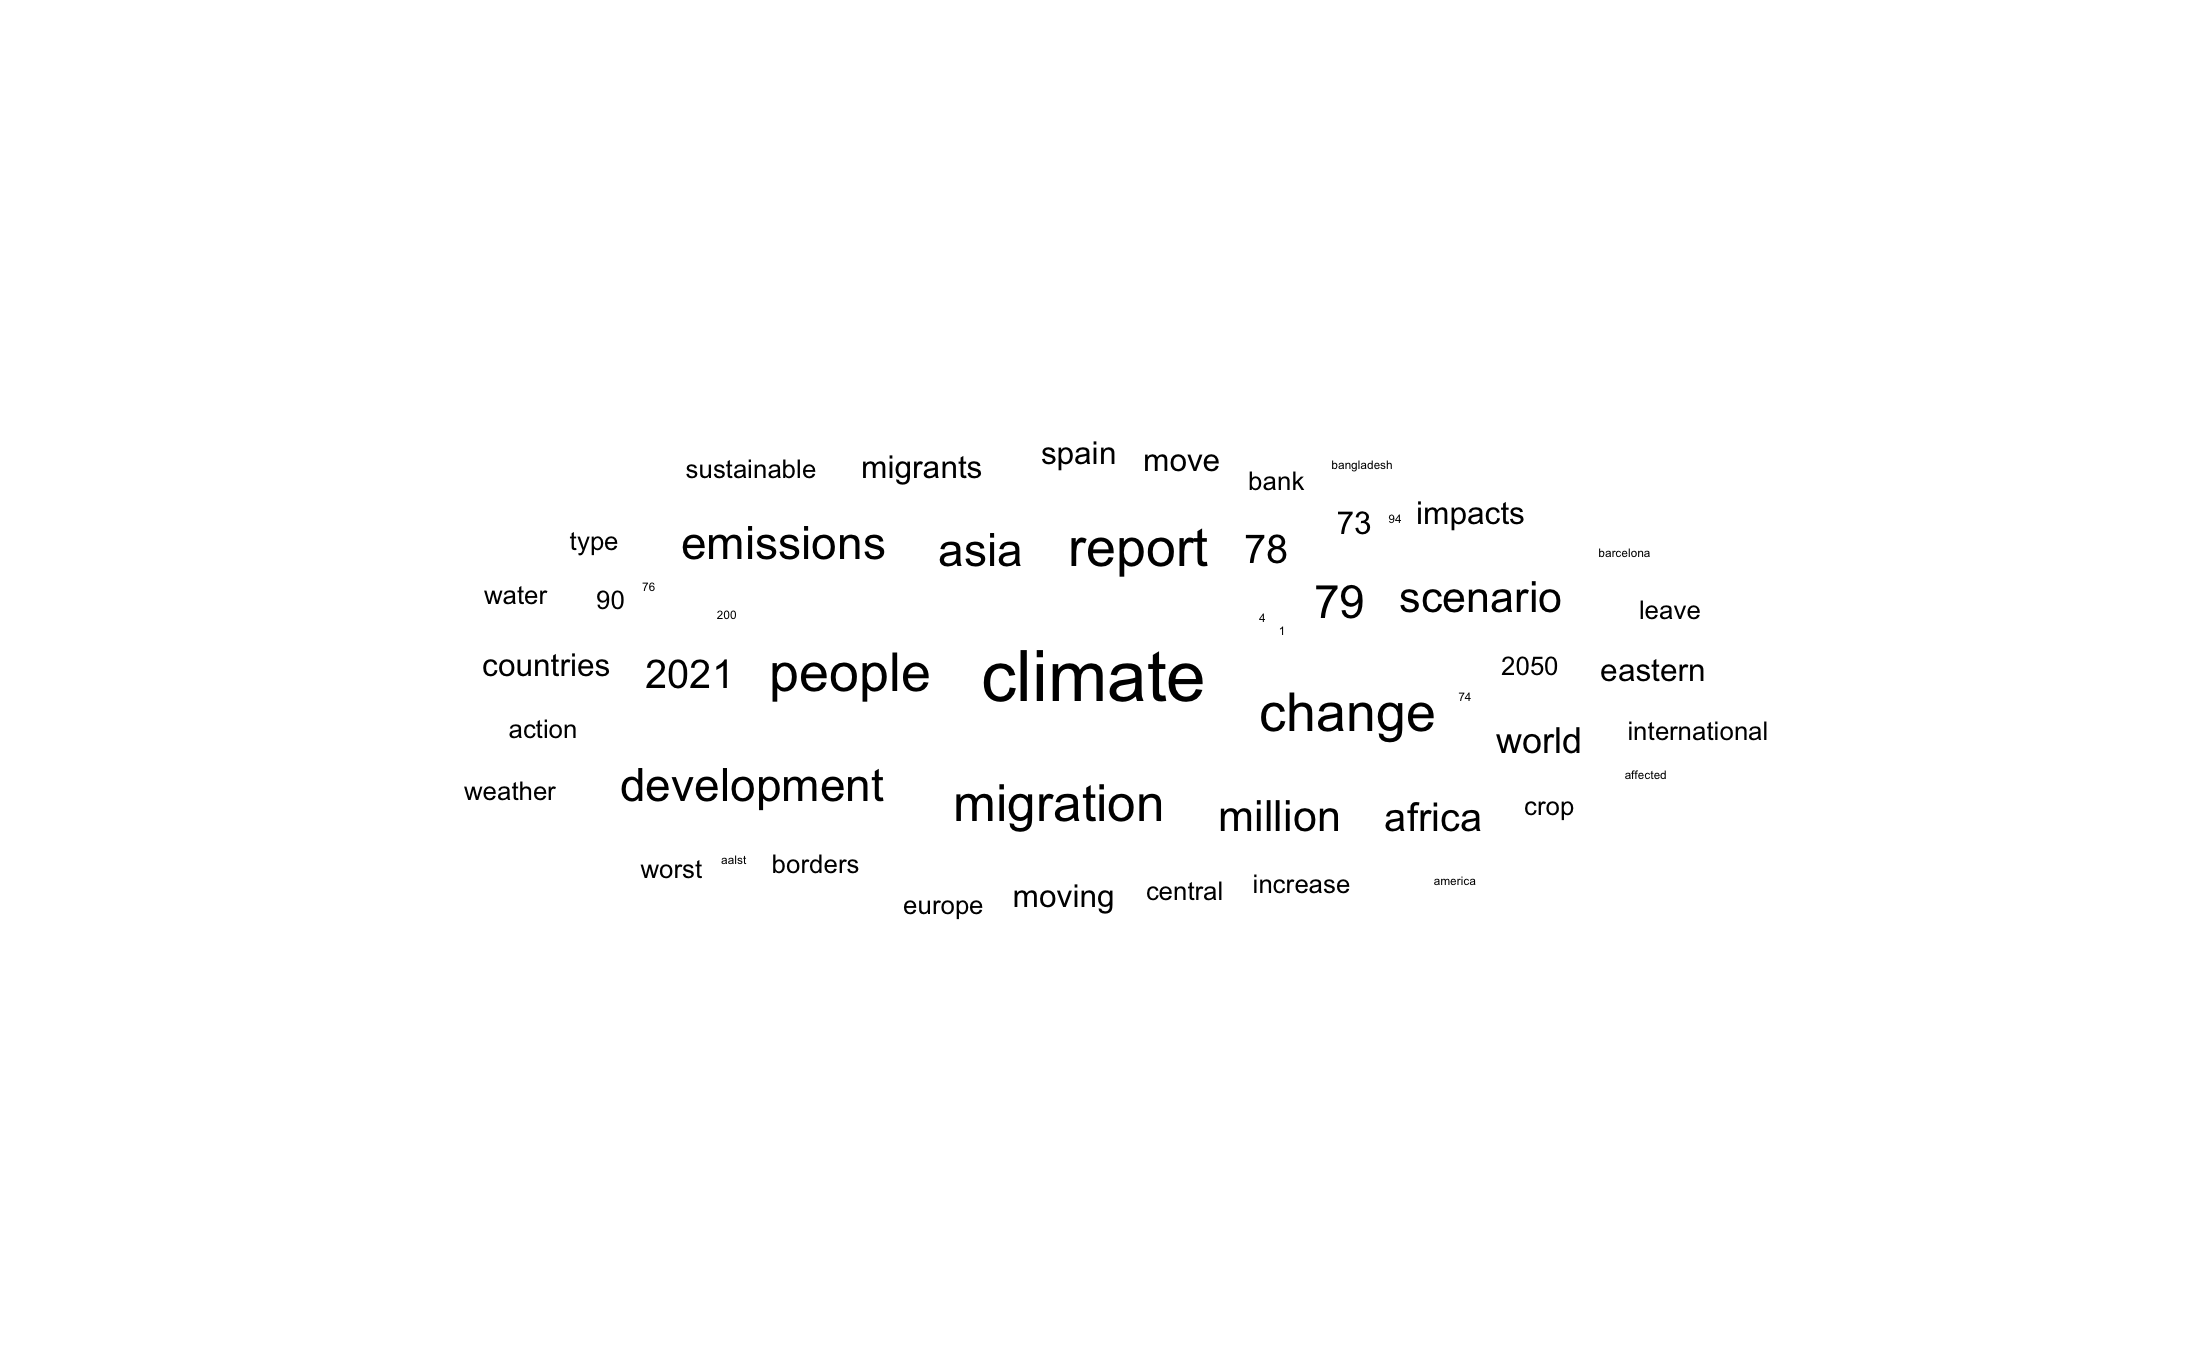 sustainable migrants spain move bank bangladesh
73 94 impacts
type emissions asia report 78 barcelona
water 90 76 79 scenario leave
200 4 1
countries 2021 people climate 2050 eastern
action change 74 world international
weather development migration million africa crop affected
worst aalst borders europe moving central increase america